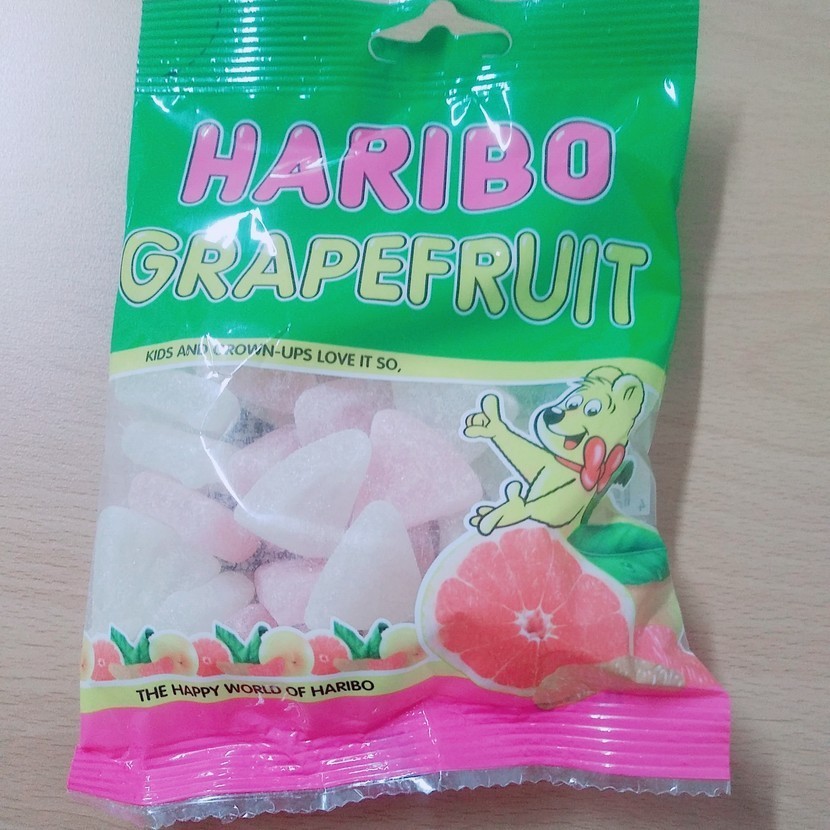 HARIBO
GRAPEFRUIT
KIDS AND GROWN-UPS LOVE IT SO,
THE HAPPY WORLD OF HARIBO